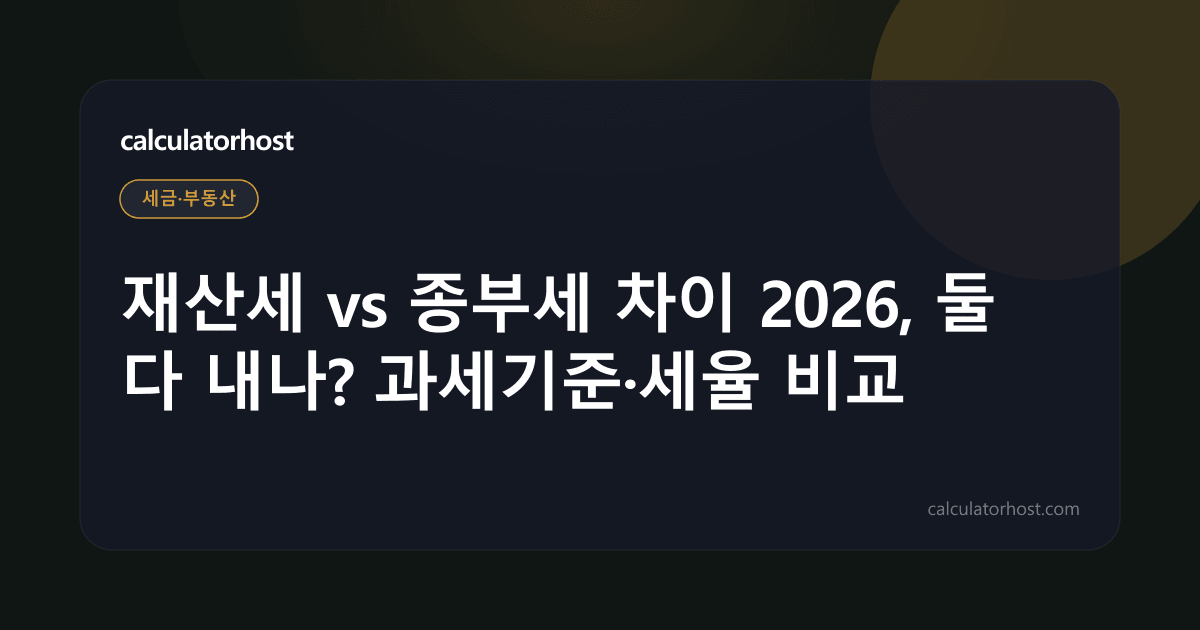 calculatorhost
세금·부동산
재산세 vs 종부세 차이 2026, 둘
다 내나? 과세기준·세율 비교
calculatorhost.com